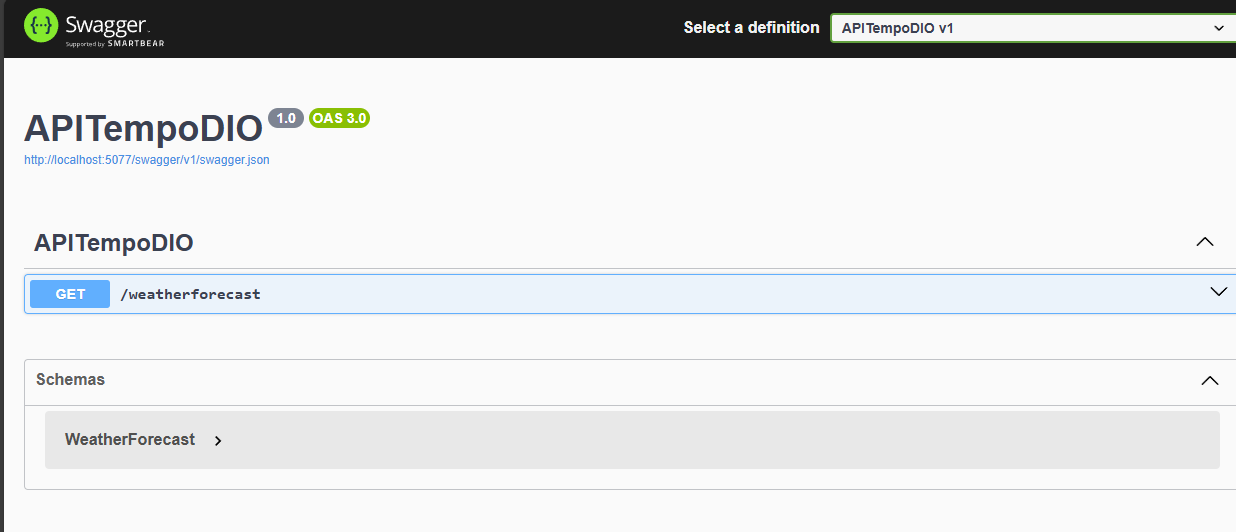 Swagger
Supported by SMARTBEAR
Select a definition
APITempoDIO v1
APITempoDIO 1.0 OAS 3.0
http://localhost:5077/swagger/v1/swagger.json
APITempoDIO
GET /weatherforecast
Schemas
WeatherForecast